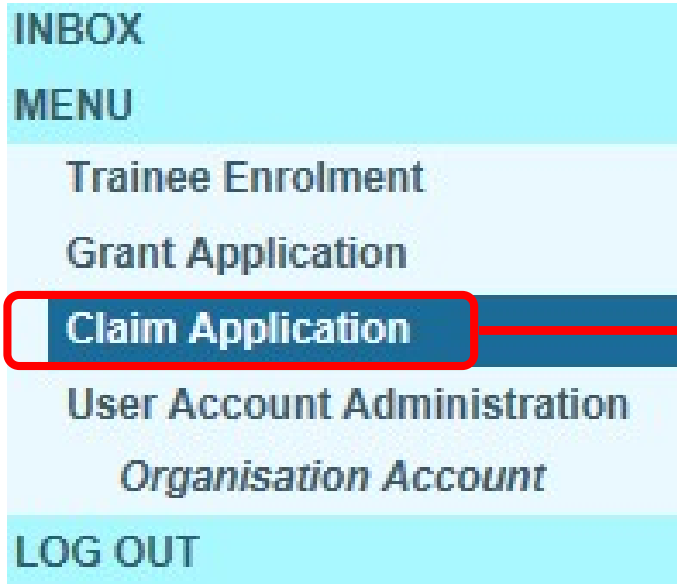 INBOX
MENU
Trainee Enrolment
Grant Application
Claim Application
User Account Administration
Organisation Account
LOG OUT